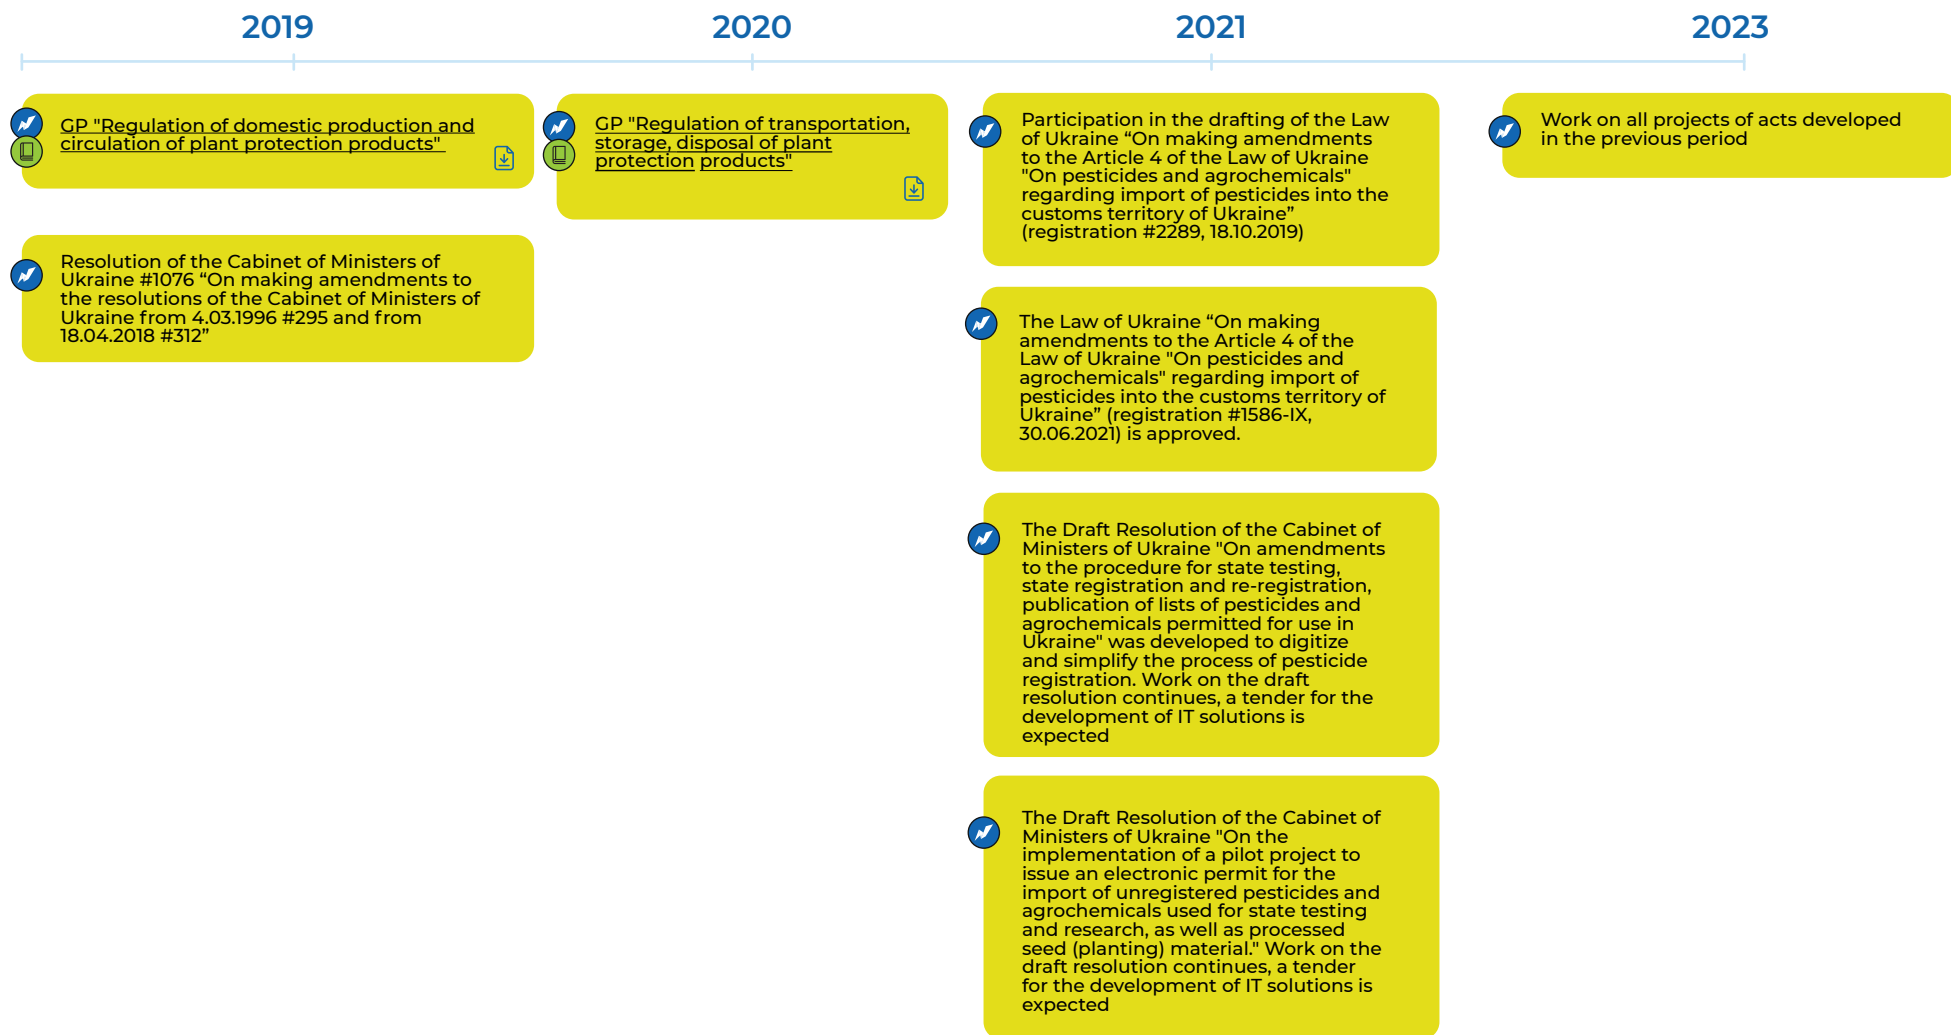 2019
2020
2021
2023
GP "Regulation of domestic production and
circulation of plant protection products"
Resolution of the Cabinet of Ministers of
Ukraine #1076 “On making amendments to
the resolutions of the Cabinet of Ministers of
Ukraine from 4.03.1996 #295 and from
18.04.2018 #312”
GP "Regulation of transportation,
storage, disposal of plant
protection products"
Participation in the drafting of the Law
of Ukraine “On making amendments
to the Article 4 of the Law of Ukraine
"On pesticides and agrochemicals"
regarding import of pesticides into the
customs territory of Ukraine”
(registration #2289, 18.10.2019)
The Law of Ukraine “On making
amendments to the Article 4 of the
Law of Ukraine "On pesticides and
agrochemicals" regarding import of
pesticides into the customs territory of
Ukraine” (registration #1586-IX,
30.06.2021) is approved.
The Draft Resolution of the Cabinet of
Ministers of Ukraine "On amendments
to the procedure for state testing,
state registration and re-registration,
publication of lists of pesticides and
agrochemicals permitted for use in
Ukraine" was developed to digitize
and simplify the process of pesticide
registration. Work on the draft
resolution continues, a tender for the
development of IT solutions is
expected
The Draft Resolution of the Cabinet of
Ministers of Ukraine "On the
implementation of a pilot project to
issue an electronic permit for the
import of unregistered pesticides and
agrochemicals used for state testing
and research, as well as processed
seed (planting) material." Work on the
draft resolution continues, a tender
for the development of IT solutions is
expected
Work on all projects of acts developed
in the previous period